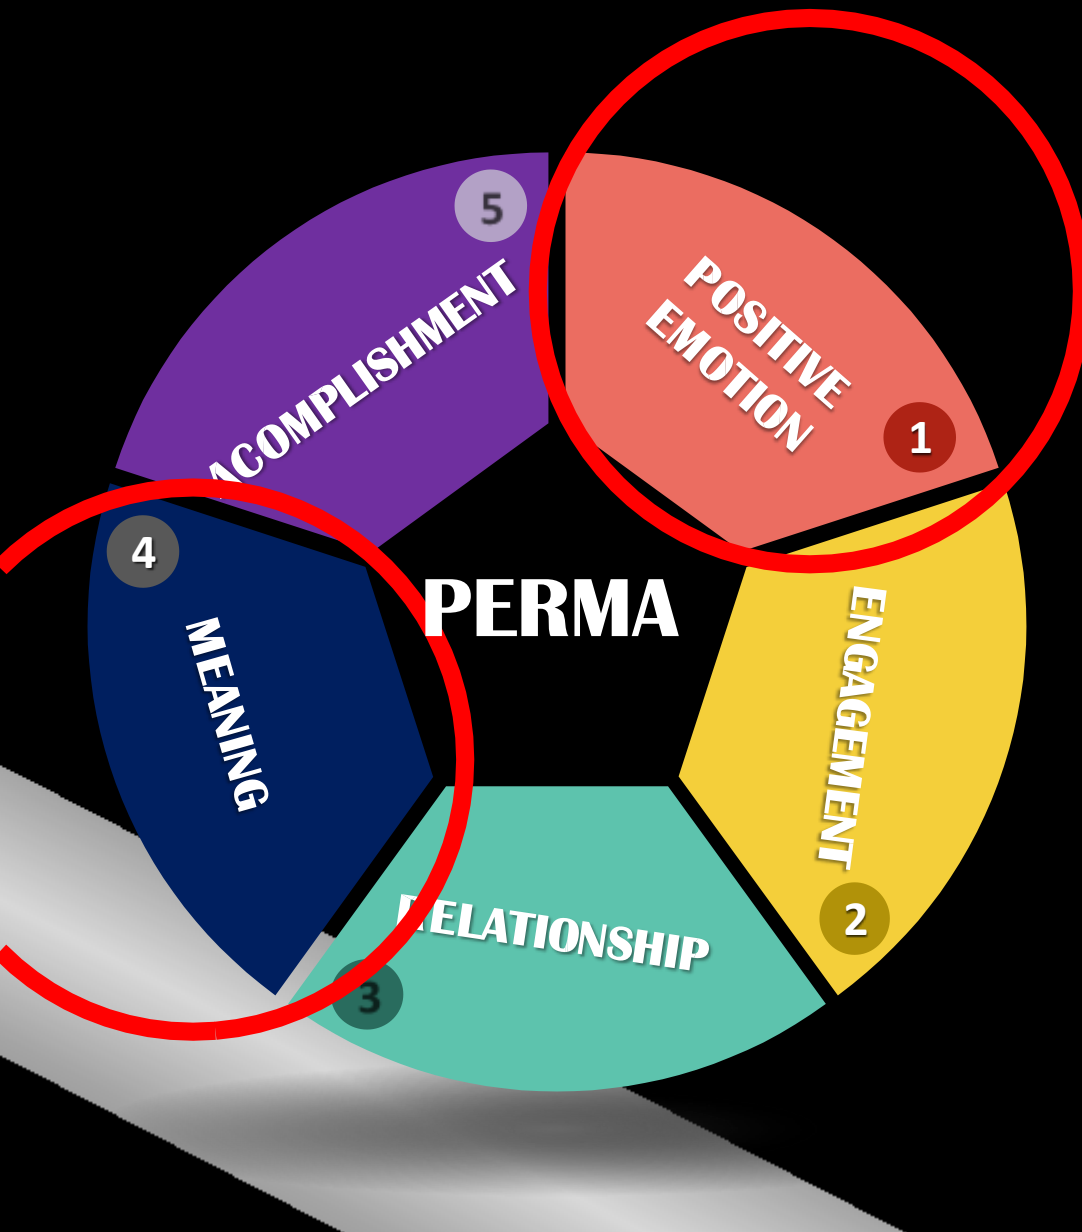 5
ACOMPLISHMENT
POSITIVE
EMOTION
1
4
MEANING
PERMA
ENGAGEMENT
2
RELATIONSHIP
3